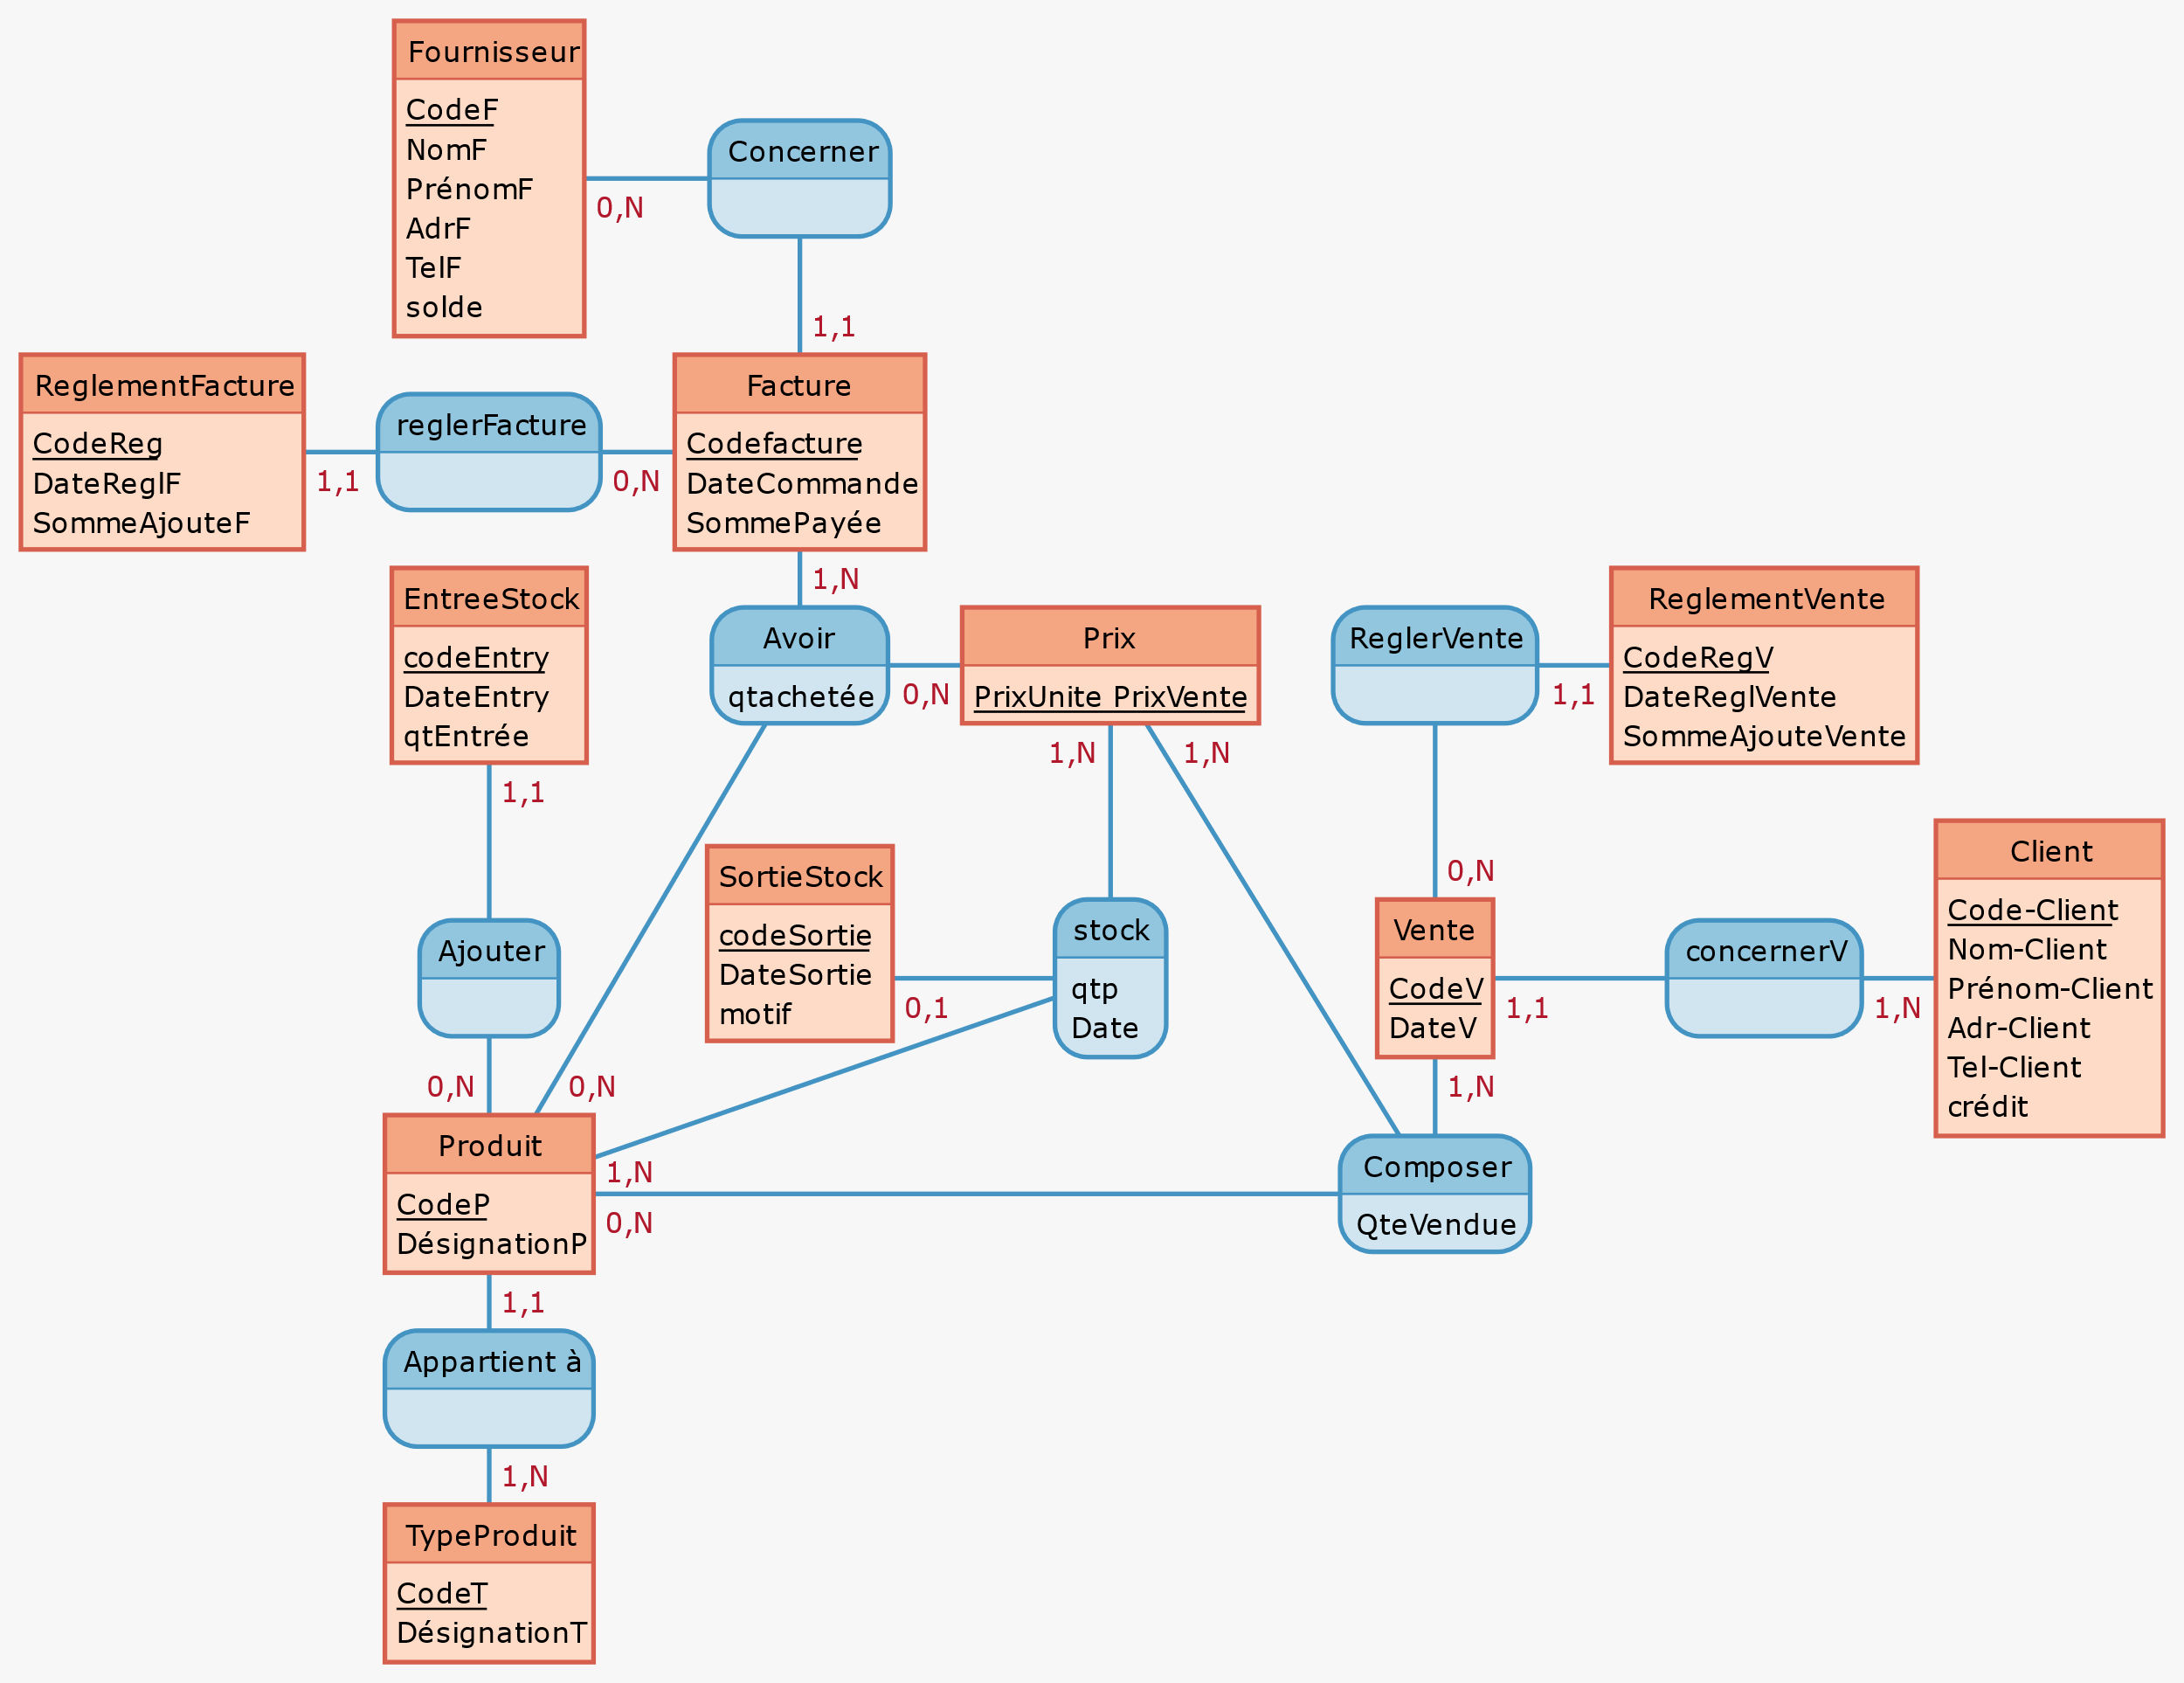 Fournisseur
CodeF
NomF
PrénomF
AdrF
TelF
solde
0,N
Concerner
1,1
ReglementFacture
CodeReg
DateReglF
SommeAjouteF
1,1
reglerFacture
0,N
Facture
Codefacture
DateCommande
SommePayée
1,N
EntreeStock
codeEntry
DateEntry
qtEntrée
1,1
Avoir
qtachetée
0,N
Prix
PrixUnite PrixVente
1,N
1,N
ReglerVente
1,1
ReglementVente
CodeRegV
DateReglVente
SommeAjouteVente
0,N
SortieStock
codeSortie
DateSortie
motif
0,1
stock
qtp
Date
Vente
CodeV
DateV
1,1
1,N
concernerV
1,N
Client
Code-Client
Nom-Client
Prénom-Client
Adr-Client
Tel-Client
crédit
Ajouter
0,N
0,N
Produit
CodeP
DésignationP
1,N
0,N
Composer
QteVendue
1,1
Appartient à
1,N
TypeProduit
CodeT
DésignationT